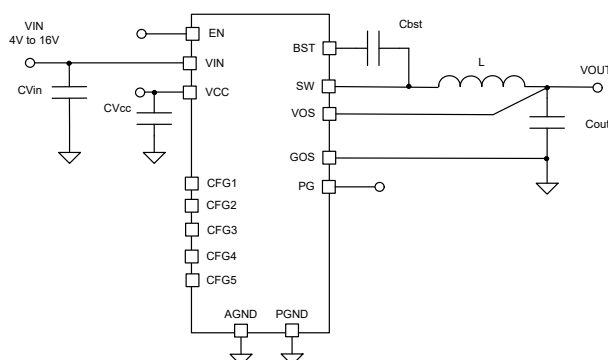 VIN
4V to 16V
CVin
CVcc
EN
VIN
VCC
CFG1
CFG2
CFG3
CFG4
CFG5
AGND PGND
BST
SW
VOS
GOS
PG
Cbst
L
VOUT
Cout